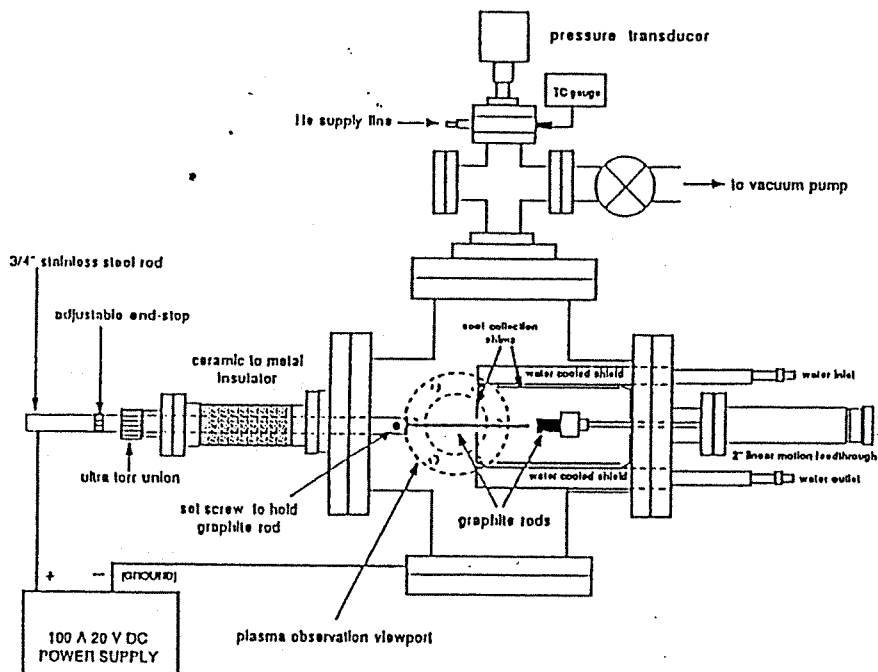 pressure transducer
TC gauge
He supply line
to vacuum pump
3/4" stainless steel rod
adjustable end-stop
soot collection
shims
ceramic to metal
insulator
water cooled shield
water inlet
ultra torr union
2" linear motion feedthrough
water cooled shield
water outlet
set screw to hold
graphite rod
graphite rods
+
−
ground
plasma observation viewport
100 A 20 V DC
POWER SUPPLY